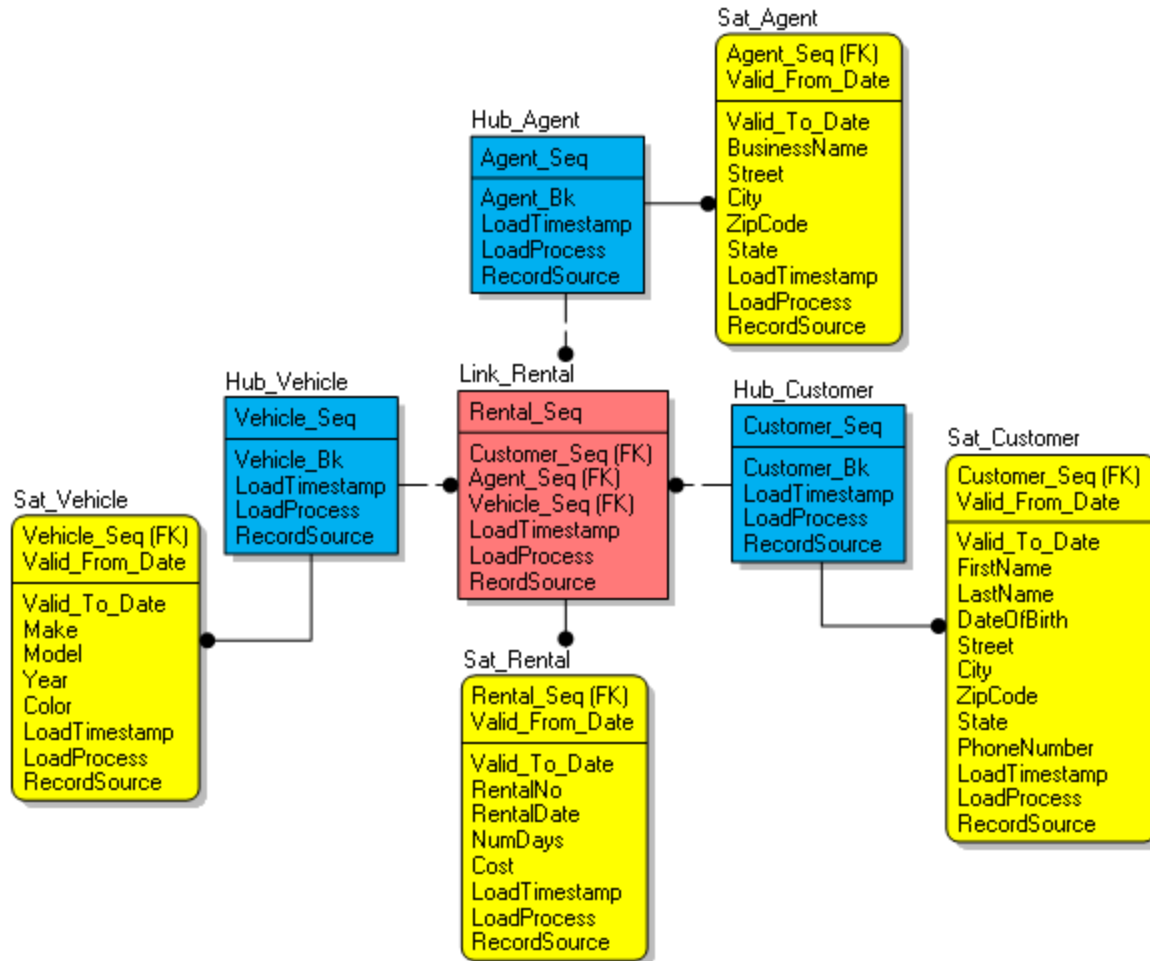 Sat_Agent
Agent_Seq (FK)
Valid_From_Date
Valid_To_Date
BusinessName
Street
City
ZipCode
State
LoadTimestamp
LoadProcess
RecordSource
Hub_Agent
Agent_Seq
Agent_Bk
LoadTimestamp
LoadProcess
RecordSource
Hub_Vehicle
Vehicle_Seq
Vehicle_Bk
LoadTimestamp
LoadProcess
RecordSource
Link_Rental
Rental_Seq
Customer_Seq (FK)
Agent_Seq (FK)
Vehicle_Seq (FK)
LoadTimestamp
LoadProcess
ReordSource
Hub_Customer
Customer_Seq
Customer_Bk
LoadTimestamp
LoadProcess
RecordSource
Sat_Customer
Customer_Seq (FK)
Valid_From_Date
Valid_To_Date
FirstName
LastName
DateOfBirth
Street
City
ZipCode
State
PhoneNumber
LoadTimestamp
LoadProcess
RecordSource
Sat_Vehicle
Vehicle_Seq (FK)
Valid_From_Date
Valid_To_Date
Make
Model
Year
Color
LoadTimestamp
LoadProcess
RecordSource
Sat_Rental
Rental_Seq (FK)
Valid_From_Date
Valid_To_Date
RentalNo
RentalDate
NumDays
Cost
LoadTimestamp
LoadProcess
RecordSource